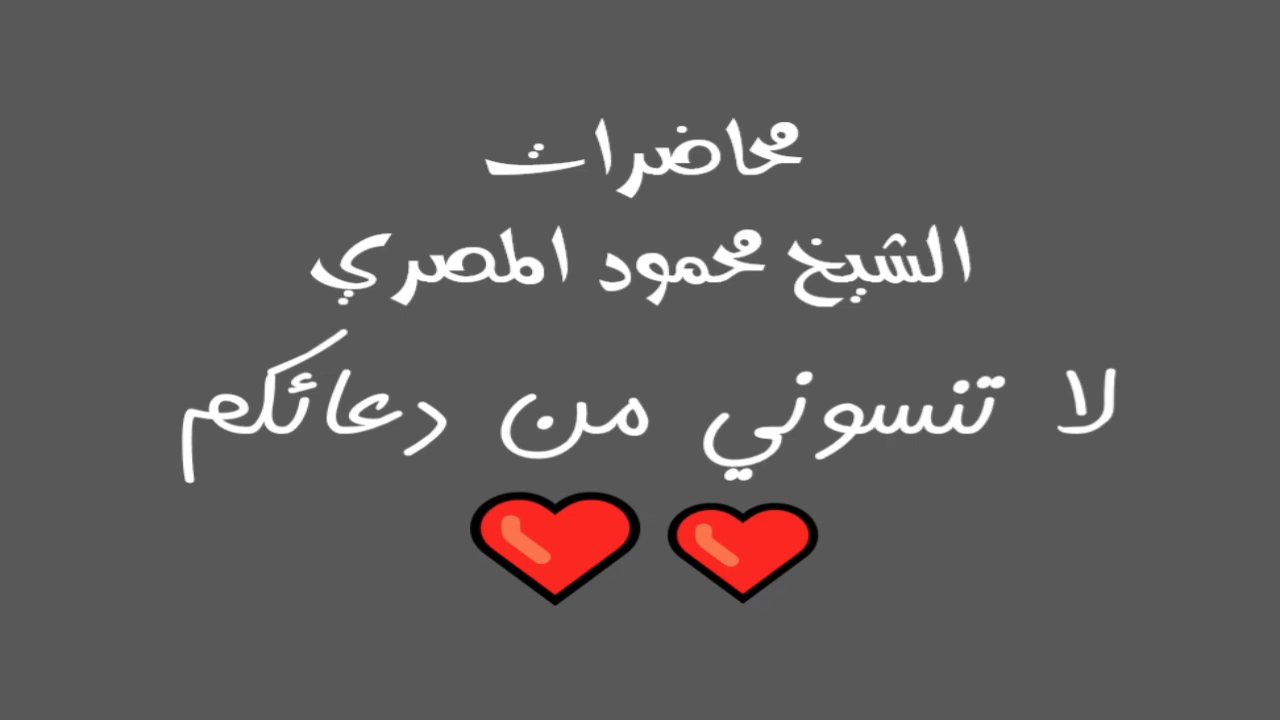 محاضرات
الشيخ محمود المصري
لا تنسوني من دعائكم